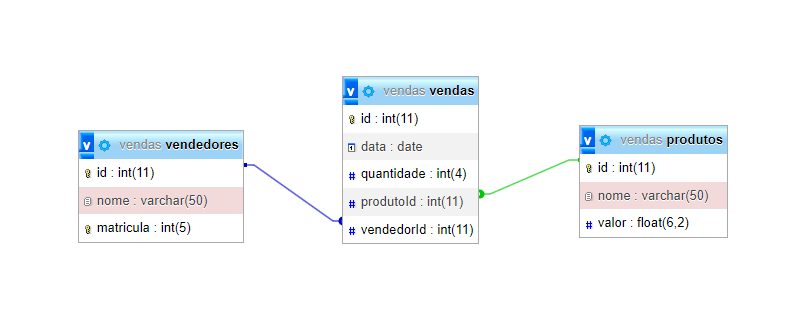 v vendas vendedores
id : int(11)
nome : varchar(50)
matricula : int(5)
v vendas vendas
id : int(11)
data : date
# quantidade : int(4)
# produtoId : int(11)
# vendedorId : int(11)
v vendas produtos
id : int(11)
nome : varchar(50)
# valor : float(6,2)